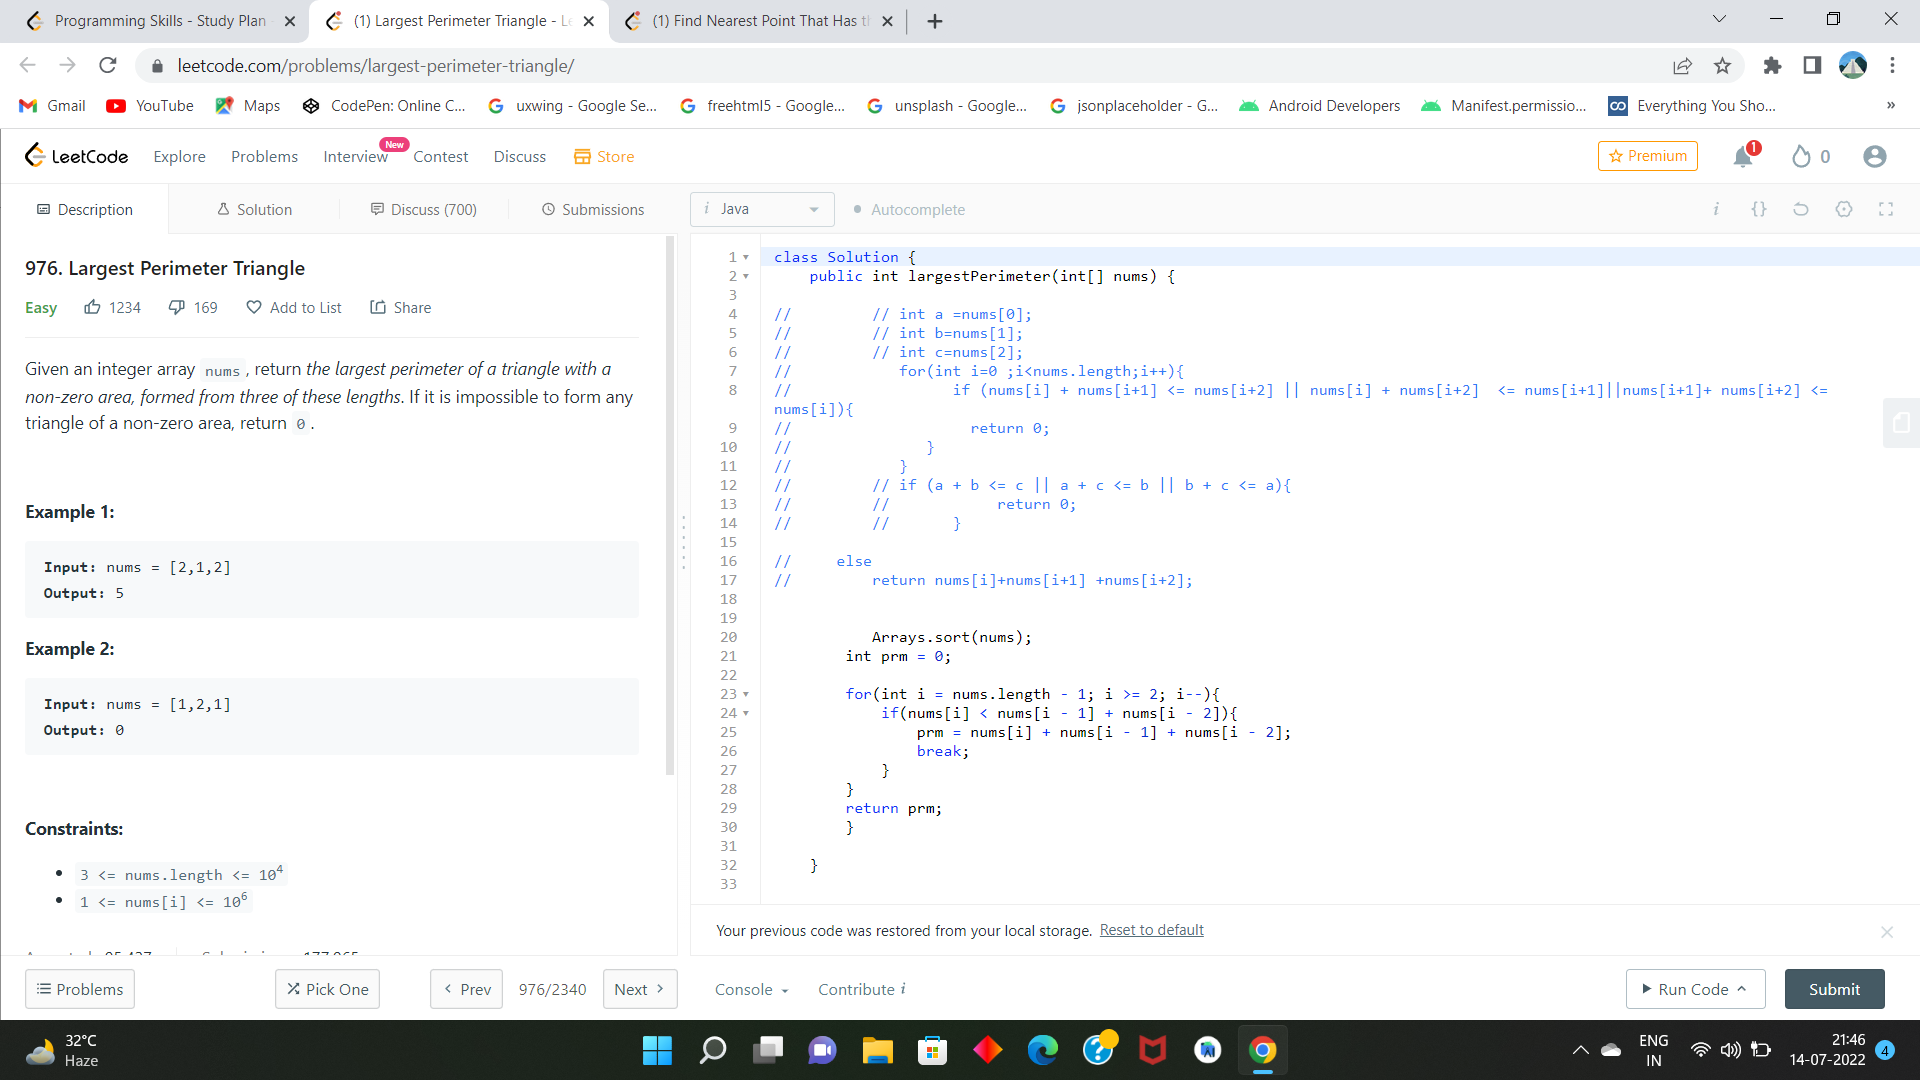 Programming Skills - Study Plan
(1) Largest Perimeter Triangle - Le
(1) Find Nearest Point That Has th
leetcode.com/problems/largest-perimeter-triangle/
Gmail
YouTube
Maps
CodePen: Online C...
uxwing - Google Se...
freehtml5 - Google...
unsplash - Google...
jsonplaceholder - G...
Android Developers
Manifest.permissio...
Everything You Sho...
»
LeetCode
Explore
Problems
Interview
New
Contest
Discuss
Store
Premium
1
0
Description
Solution
Discuss (700)
Submissions
i Java
Autocomplete
i {}
976. Largest Perimeter Triangle
Easy 1234 169 Add to List Share
Given an integer array nums, return the largest perimeter of a triangle with a
non-zero area, formed from three of these lengths. If it is impossible to form any
triangle of a non-zero area, return 0.
Example 1:
Input: nums = [2,1,2]
Output: 5
Example 2:
Input: nums = [1,2,1]
Output: 0
Constraints:
3 <= nums.length <= 10^4
1 <= nums[i] <= 10^6
1 class Solution {
2 public int largestPerimeter(int[] nums) {
3
4 // // int a =nums[0];
5 // // int b=nums[1];
6 // // int c=nums[2];
7 // for(int i=0 ;i<nums.length;i++){
8 // if (nums[i] + nums[i+1] <= nums[i+2] || nums[i] + nums[i+2]  <= nums[i+1]||nums[i+1]+ nums[i+2] <=
nums[i]){
9 // return 0;
10 // }
11 // }
12 // // if (a + b <= c || a + c <= b || b + c <= a){
13 // // return 0;
14 // // }
15
16 // else
17 // return nums[i]+nums[i+1] +nums[i+2];
18
19
20 Arrays.sort(nums);
21 int prm = 0;
22
23 for(int i = nums.length - 1; i >= 2; i--){
24 if(nums[i] < nums[i - 1] + nums[i - 2]){
25 prm = nums[i] + nums[i - 1] + nums[i - 2];
26 break;
27 }
28 }
29 return prm;
30 }
31
32 }
33
Your previous code was restored from your local storage. Reset to default
Problems
Pick One
Prev
976/2340
Next
Console
Contribute i
Run Code
Submit
32°C
Haze
ENG
IN
21:46
14-07-2022
4